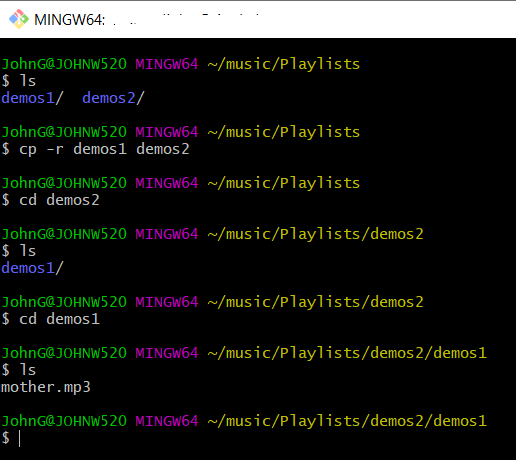 MINGW64:
JohnG@JOHNW520 MINGW64 ~/music/Playlists
$ ls
demos1/  demos2/
JohnG@JOHNW520 MINGW64 ~/music/Playlists
$ cp -r demos1 demos2
JohnG@JOHNW520 MINGW64 ~/music/Playlists
$ cd demos2
JohnG@JOHNW520 MINGW64 ~/music/Playlists/demos2
$ ls
demos1/
JohnG@JOHNW520 MINGW64 ~/music/Playlists/demos2
$ cd demos1
JohnG@JOHNW520 MINGW64 ~/music/Playlists/demos2/demos1
$ ls
mother.mp3
JohnG@JOHNW520 MINGW64 ~/music/Playlists/demos2/demos1
$